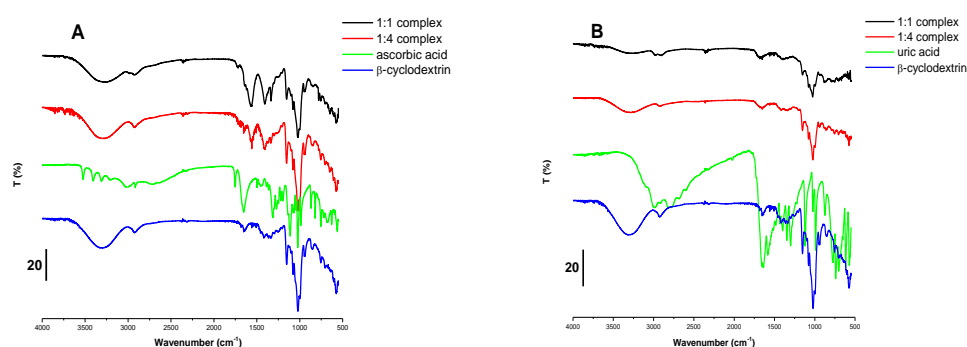 A
1:1 complex
1:4 complex
ascorbic acid
β-cyclodextrin
T (%)
20
4000 3500 3000 2500 2000 1500 1000 500
Wavenumber (cm⁻¹)
B
1:1 complex
1:4 complex
uric acid
β-cyclodextrin
T (%)
20
4000 3500 3000 2500 2000 1500 1000 500
Wavenumber (cm⁻¹)